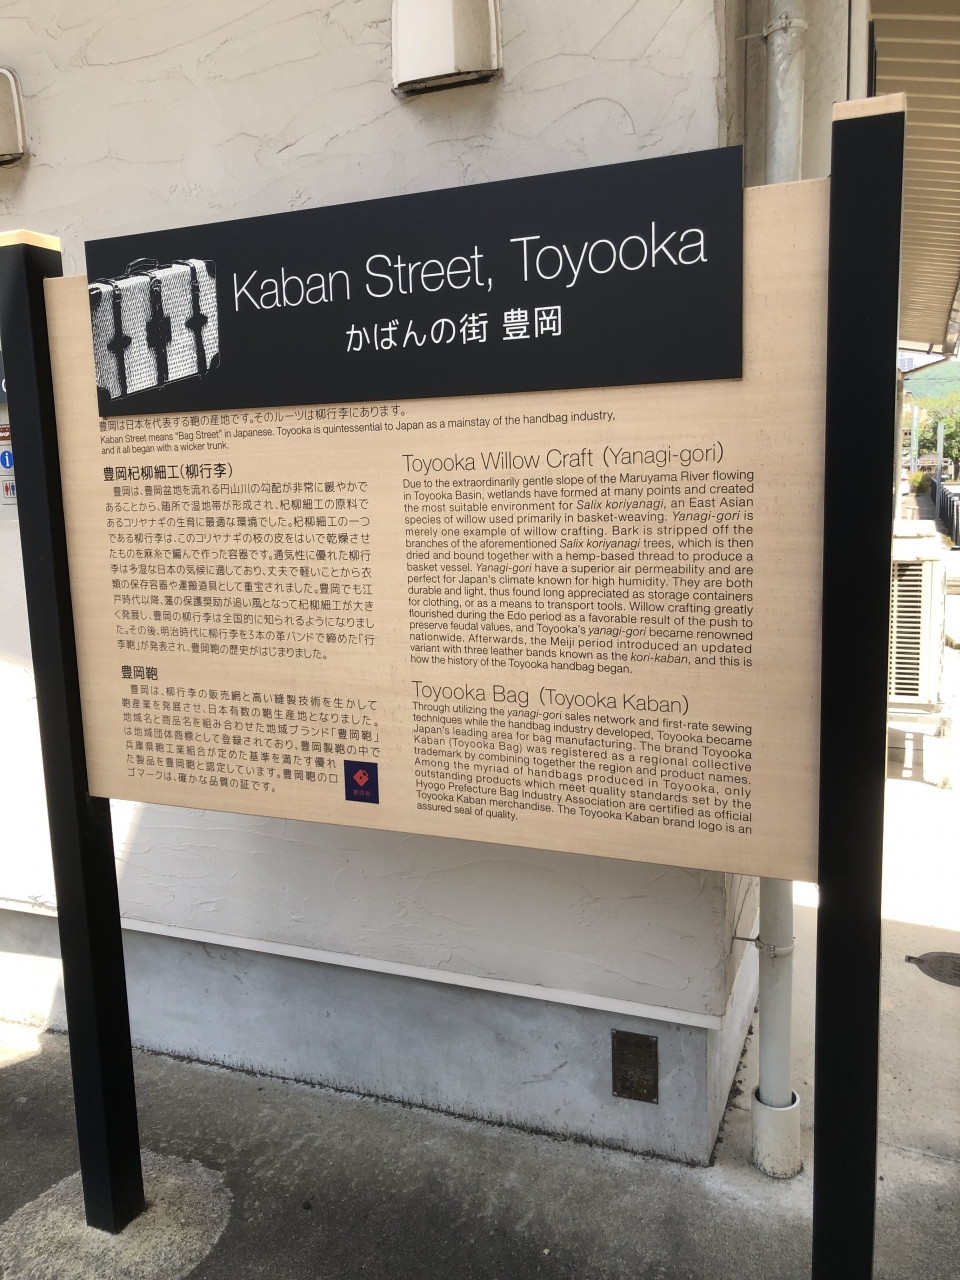 Kaban Street, Toyooka
かばんの街 豊岡
豊岡は日本を代表する鞄の産地です。そのルーツは柳行李にあります。
Kaban Street means "Bag Street" in Japanese. Toyooka is quintessential to Japan as a mainstay of the handbag industry,
and it all began with a wicker trunk.
豊岡杞柳細工(柳行李)
豊岡は、豊岡盆地を流れる円山川の勾配が非常に緩やかで
あることから、随所で湿地帯が形成され、杞柳細工の原料で
あるコリヤナギの生育に最適な環境でした。杞柳細工の一つ
である柳行李は、このコリヤナギの枝の皮をはいで乾燥させ
たものを麻糸で編んで作った容器です。通気性に優れた柳行
李は多湿な日本の気候に適しており、丈夫で軽いことから衣
類の保存容器や運搬道具として重宝されました。豊岡でも江
戸時代以降、藩の保護奨励が追い風となって杞柳細工が大き
く発展し、豊岡の柳行李は全国的に知られるようになりまし
た。その後、明治時代に柳行李を3本の革バンドで締めた「行
李鞄」が発表され、豊岡鞄の歴史がはじまりました。
豊岡鞄
豊岡は、柳行李の販売網と高い縫製技術を生かして
鞄産業を発展させ、日本有数の鞄生産地となりました。
地域名と商品名を組み合わせた地域ブランド「豊岡鞄」
は地域団体商標として登録されており、豊岡製鞄の中で
兵庫県鞄工業組合が定めた基準を満たす優れ
た製品を豊岡鞄と認定しています。豊岡鞄のロ
ゴマークは、確かな品質の証です。
豊岡鞄
Toyooka Willow Craft (Yanagi-gori)
Due to the extraordinarily gentle slope of the Maruyama River flowing
in Toyooka Basin, wetlands have formed at many points and created
the most suitable environment for Salix koriyanagi, an East Asian
species of willow used primarily in basket-weaving. Yanagi-gori is
merely one example of willow crafting. Bark is stripped off the
branches of the aforementioned Salix koriyanagi trees, which is then
dried and bound together with a hemp-based thread to produce a
basket vessel. Yanagi-gori have a superior air permeability and are
perfect for Japan's climate known for high humidity. They are both
durable and light, thus found long appreciated as storage containers
for clothing, or as a means to transport tools. Willow crafting greatly
flourished during the Edo period as a favorable result of the push to
preserve feudal values, and Toyooka's yanagi-gori became renowned
nationwide. Afterwards, the Meiji period introduced an updated
variant with three leather bands known as the kori-kaban, and this is
how the history of the Toyooka handbag began.
Toyooka Bag (Toyooka Kaban)
Through utilizing the yanagi-gori sales network and first-rate sewing
techniques while the handbag industry developed, Toyooka became
Japan's leading area for bag manufacturing. The brand Toyooka
Kaban (Toyooka Bag) was registered as a regional collective
trademark by combining together the region and product names.
Among the myriad of handbags produced in Toyooka, only
outstanding products which meet quality standards set by the
Hyogo Prefecture Bag Industry Association are certified as official
Toyooka Kaban merchandise. The Toyooka Kaban brand logo is an
assured seal of quality.